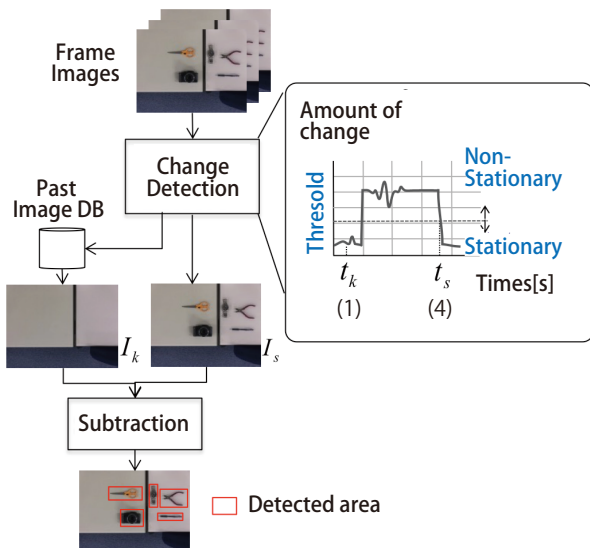 Frame
Images
Amount of
change
Change
Detection
Non-
Stationary
Past
Image DB
Thresold
Stationary
t_k
t_s
Times[s]
(1)
(4)
I_k
I_s
Subtraction
Detected area